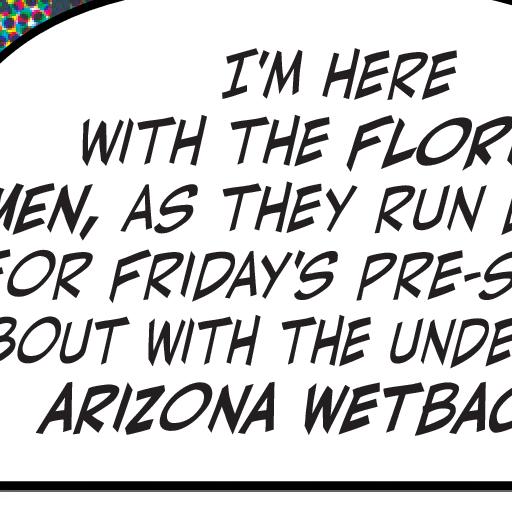 I'M HERE
WITH THE FLOR
MEN, AS THEY RUN
FOR FRIDAY'S PRE-S
BOUT WITH THE UNDE
ARIZONA WETBAC